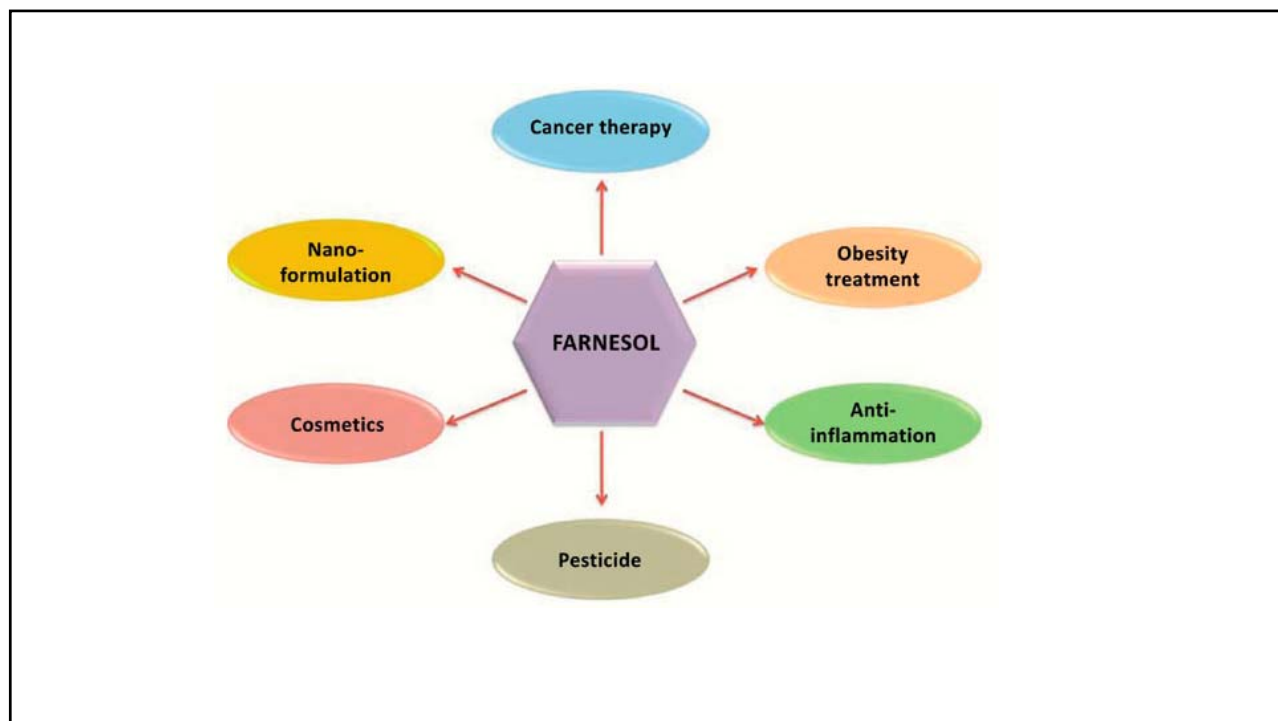 Cancer therapy
Nano-
formulation
Obesity
treatment
FARNESOL
Cosmetics
Anti-
inflammation
Pesticide